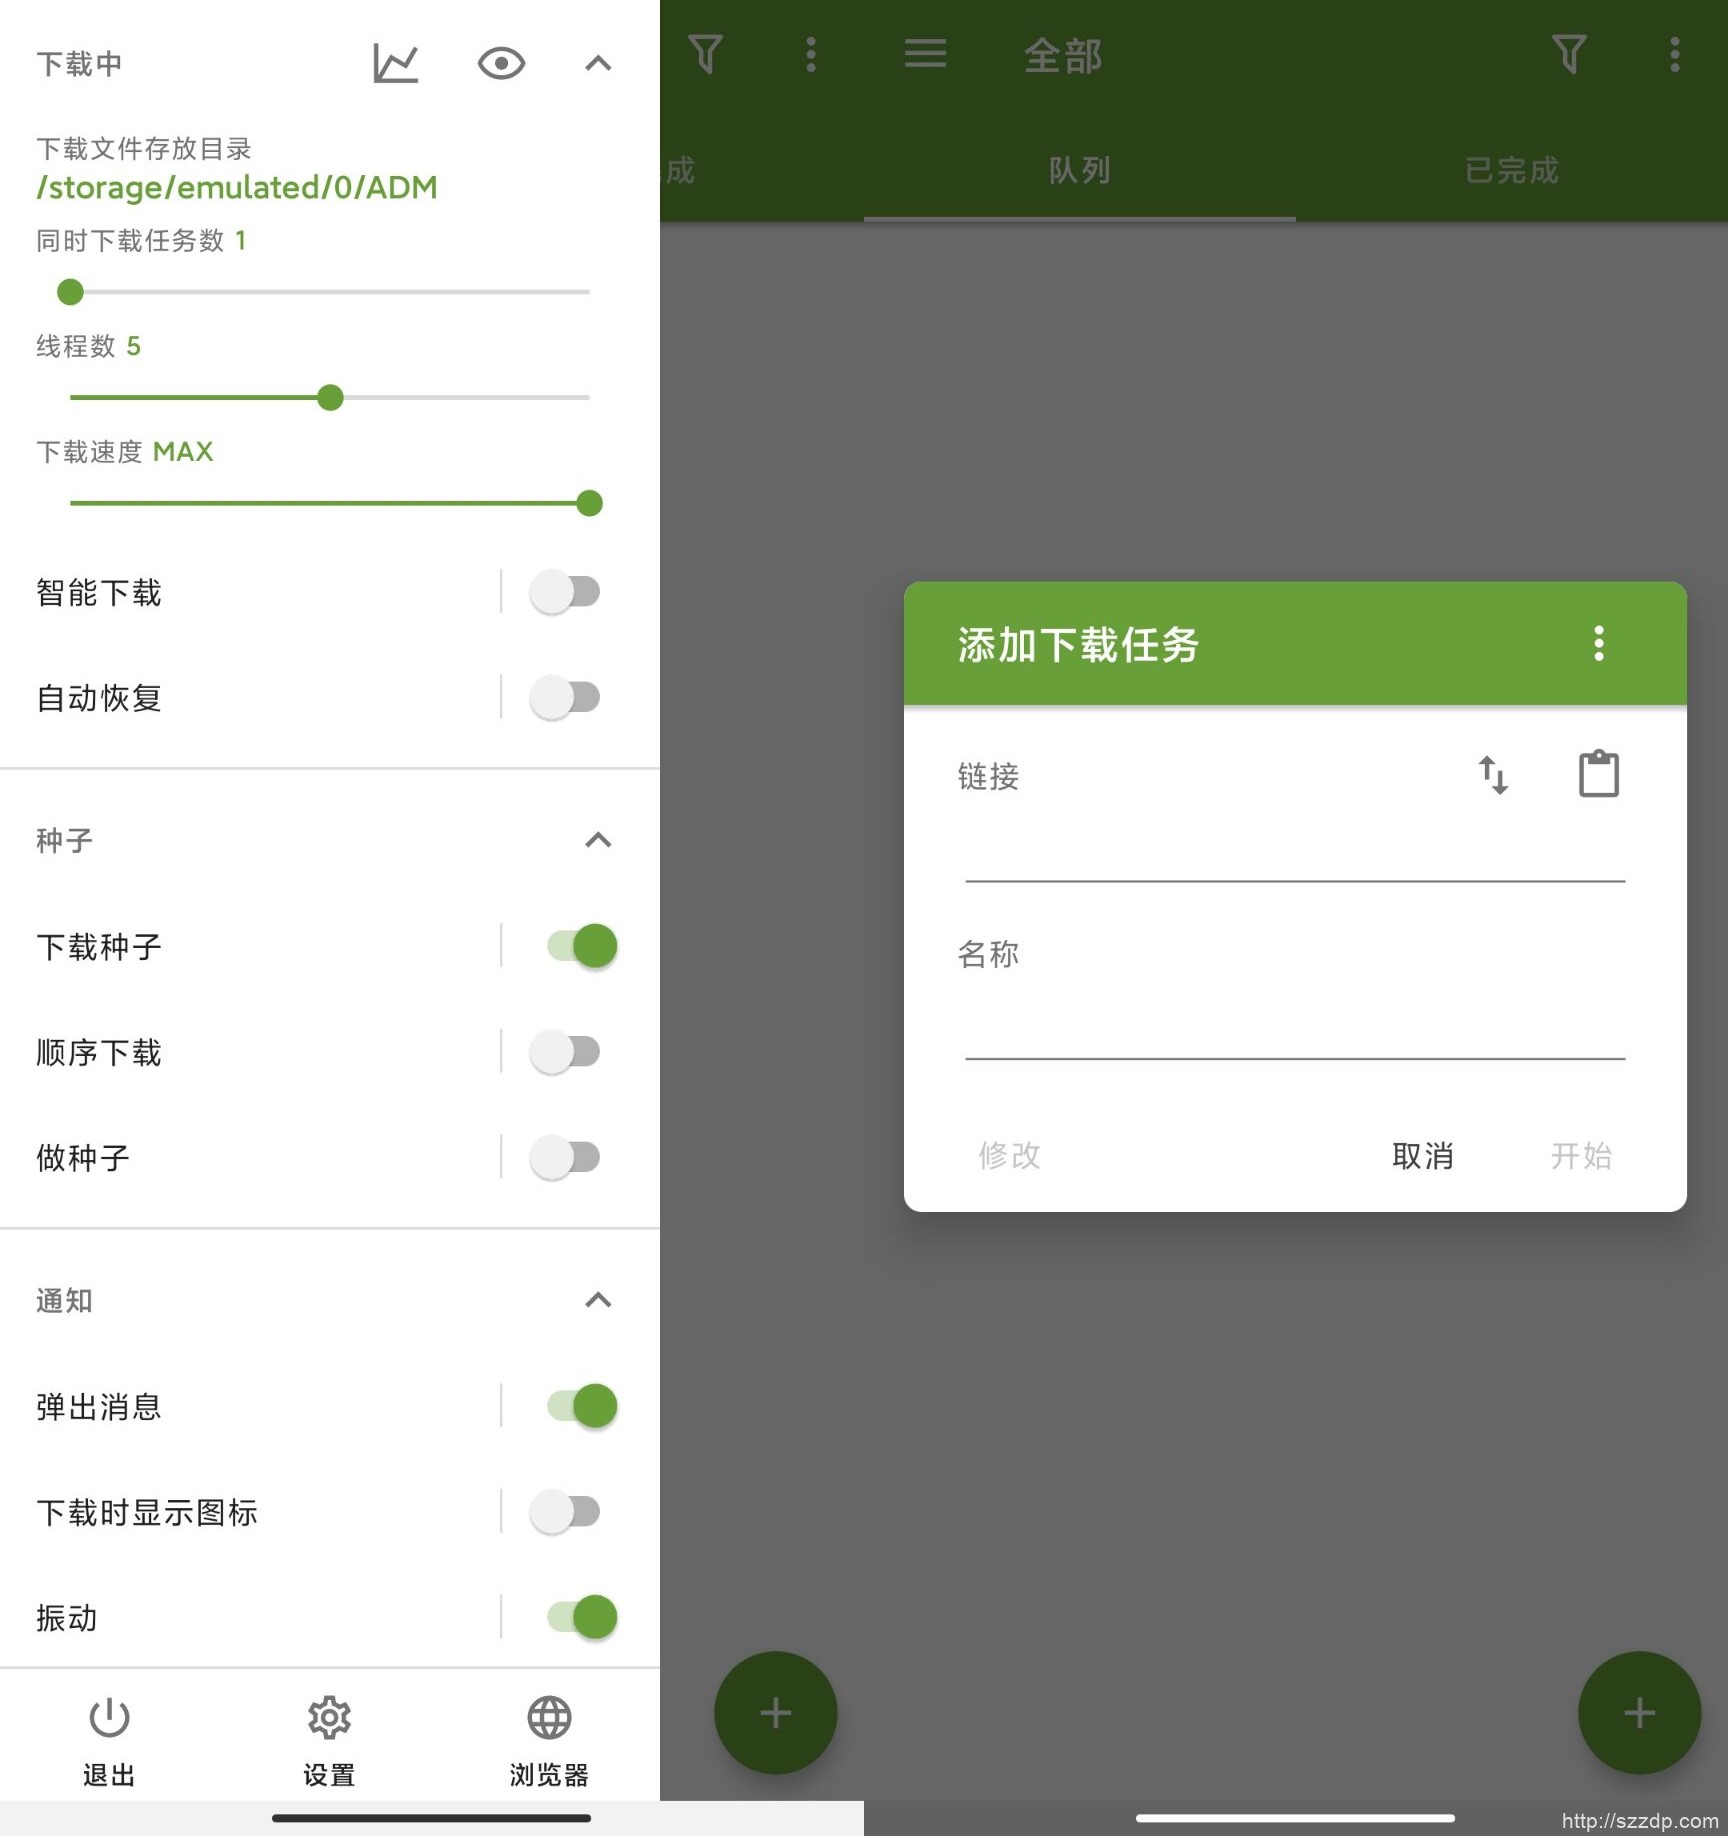 下载中
下载文件存放目录
/storage/emulated/0/ADM
同时下载任务数 1
线程数 5
下载速度 MAX
智能下载
自动恢复
种子
下载种子
顺序下载
做种子
通知
弹出消息
下载时显示图标
振动
退出 设置 浏览器
成
全部
队列 已完成
添加下载任务
链接
名称
修改 取消 开始
http://szzdp.com